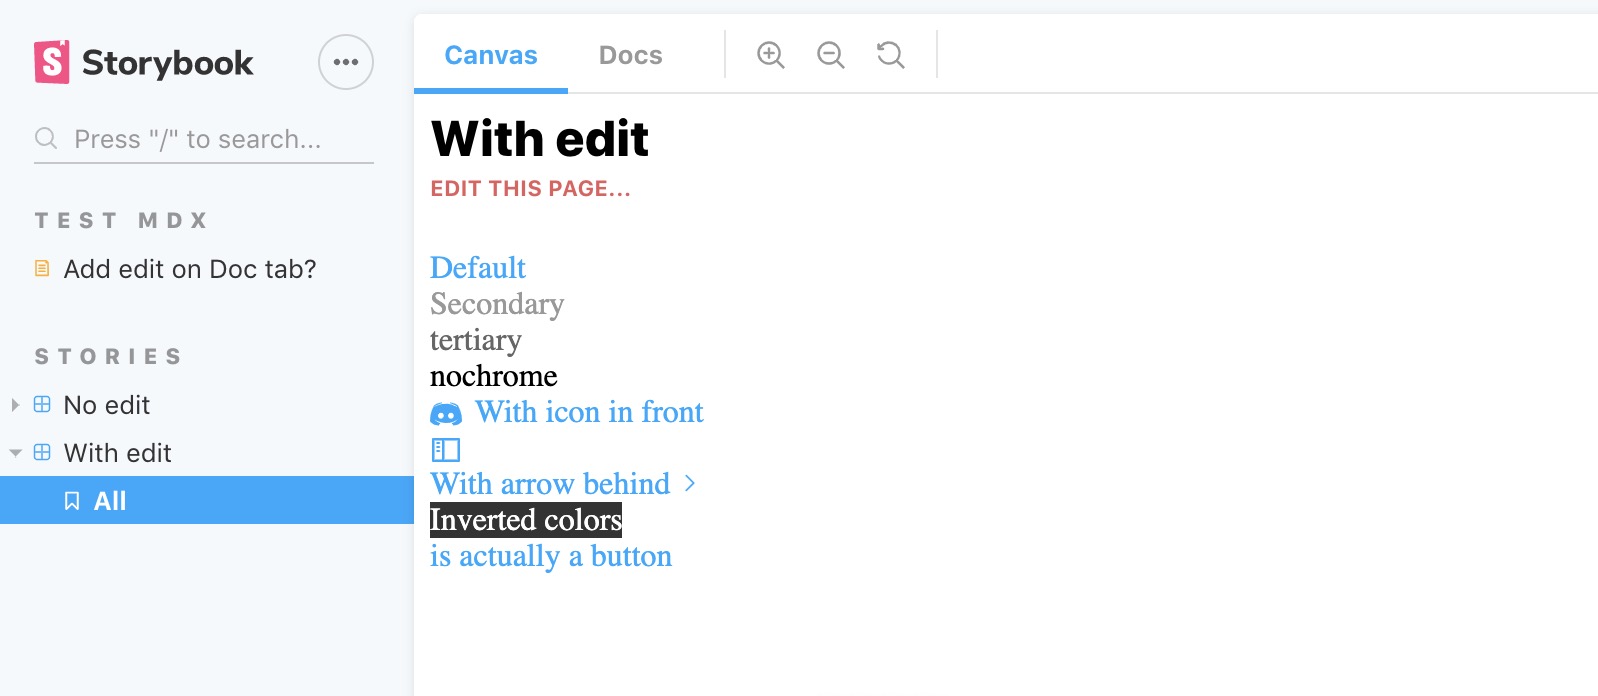 Storybook
Press "/" to search...
TEST MDX
Add edit on Doc tab?
STORIES
No edit
With edit
All
Canvas
Docs
With edit
EDIT THIS PAGE...
Default
Secondary
tertiary
nochrome
With icon in front
With arrow behind
Inverted colors
is actually a button